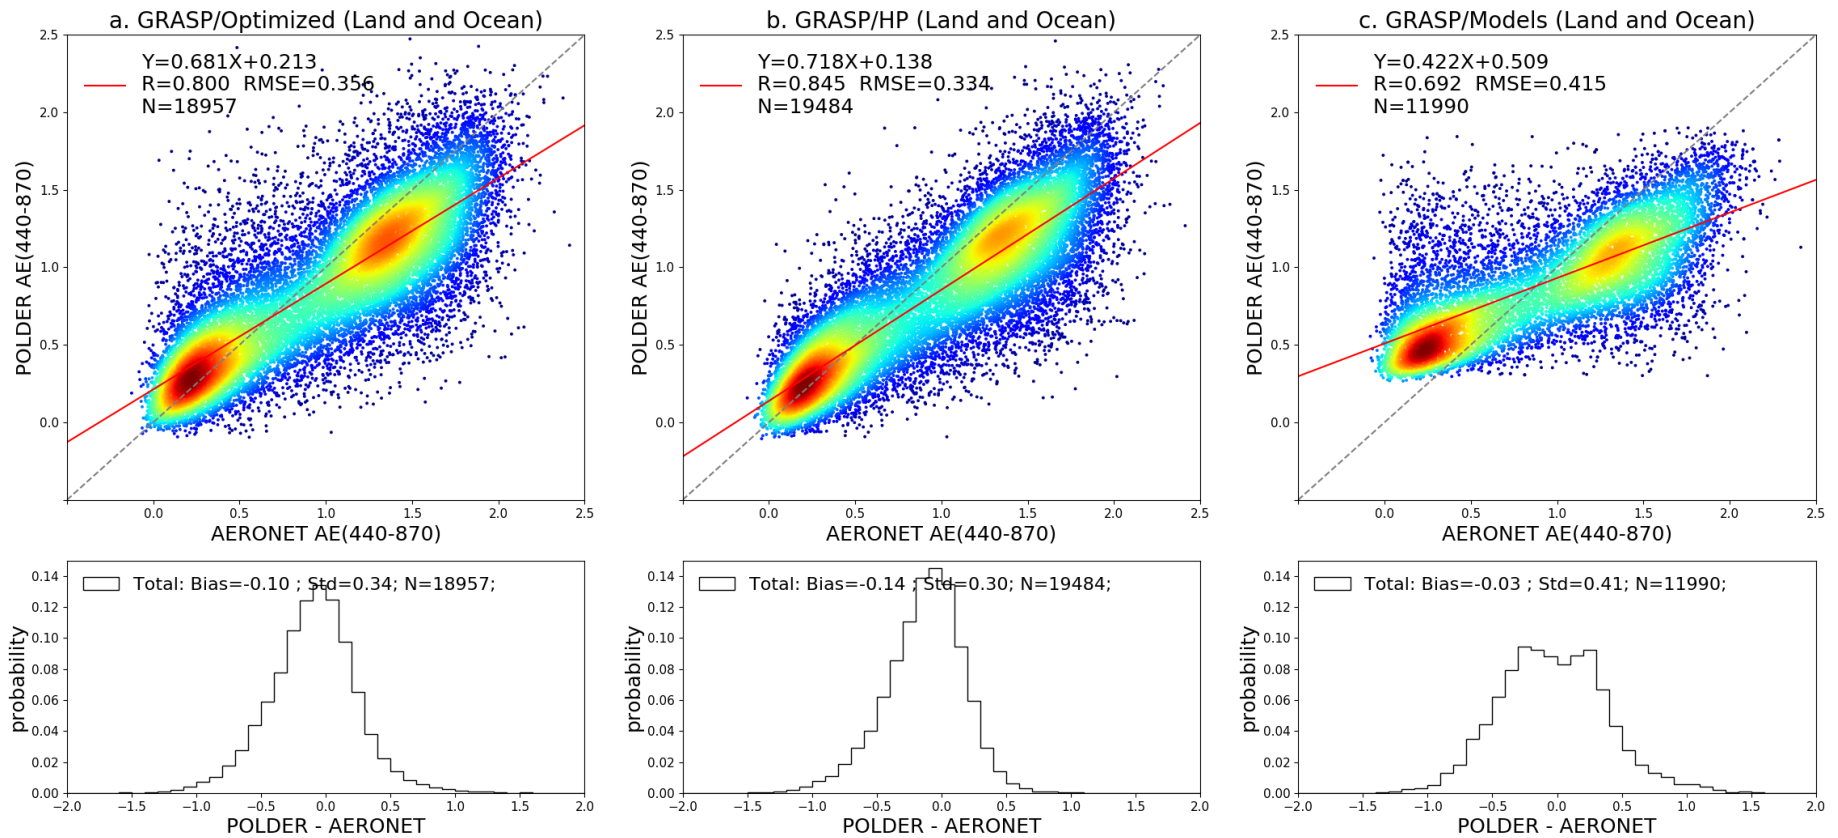 a. GRASP/Optimized (Land and Ocean)
Y=0.681X+0.213
R=0.800 RMSE=0.356
N=18957
POLDER AE(440-870)
2.5
2.0
1.5
1.0
0.5
0.0
0.0 0.5 1.0 1.5 2.0 2.5
AERONET AE(440-870)
b. GRASP/HP (Land and Ocean)
Y=0.718X+0.138
R=0.845 RMSE=0.334
N=19484
POLDER AE(440-870)
2.5
2.0
1.5
1.0
0.5
0.0
0.0 0.5 1.0 1.5 2.0 2.5
AERONET AE(440-870)
c. GRASP/Models (Land and Ocean)
Y=0.422X+0.509
R=0.692 RMSE=0.415
N=11990
POLDER AE(440-870)
2.5
2.0
1.5
1.0
0.5
0.0
0.0 0.5 1.0 1.5 2.0 2.5
AERONET AE(440-870)
Total: Bias=-0.10 ; Std=0.34; N=18957;
probability
0.14
0.12
0.10
0.08
0.06
0.04
0.02
0.00
−2.0 −1.5 −1.0 −0.5 0.0 0.5 1.0 1.5 2.0
POLDER - AERONET
Total: Bias=-0.14 ; Std=0.30; N=19484;
probability
0.14
0.12
0.10
0.08
0.06
0.04
0.02
0.00
−2.0 −1.5 −1.0 −0.5 0.0 0.5 1.0 1.5 2.0
POLDER - AERONET
Total: Bias=-0.03 ; Std=0.41; N=11990;
probability
0.14
0.12
0.10
0.08
0.06
0.04
0.02
0.00
−2.0 −1.5 −1.0 −0.5 0.0 0.5 1.0 1.5 2.0
POLDER - AERONET